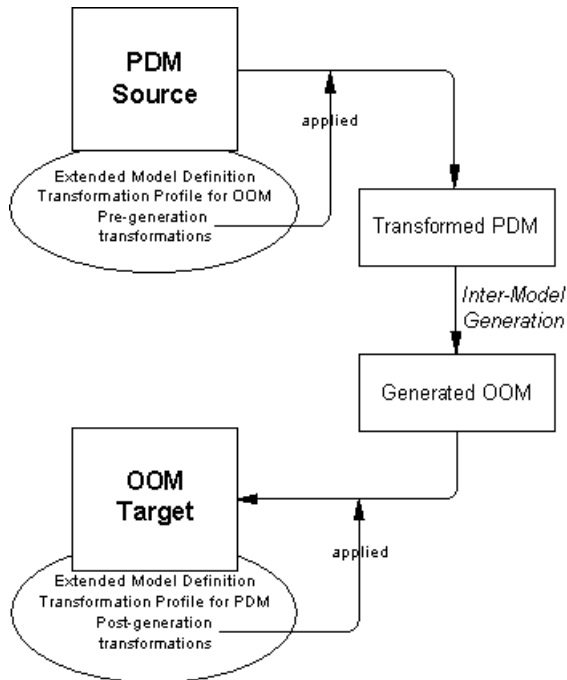 PDM
Source
applied
Extended Model Definition
Transformation Profile for OOM
Pre-generation
transformations
Transformed PDM
Inter-Model
Generation
Generated OOM
OOM
Target
applied
Extended Model Definition
Transformation Profile for PDM
Post-generation
transformations